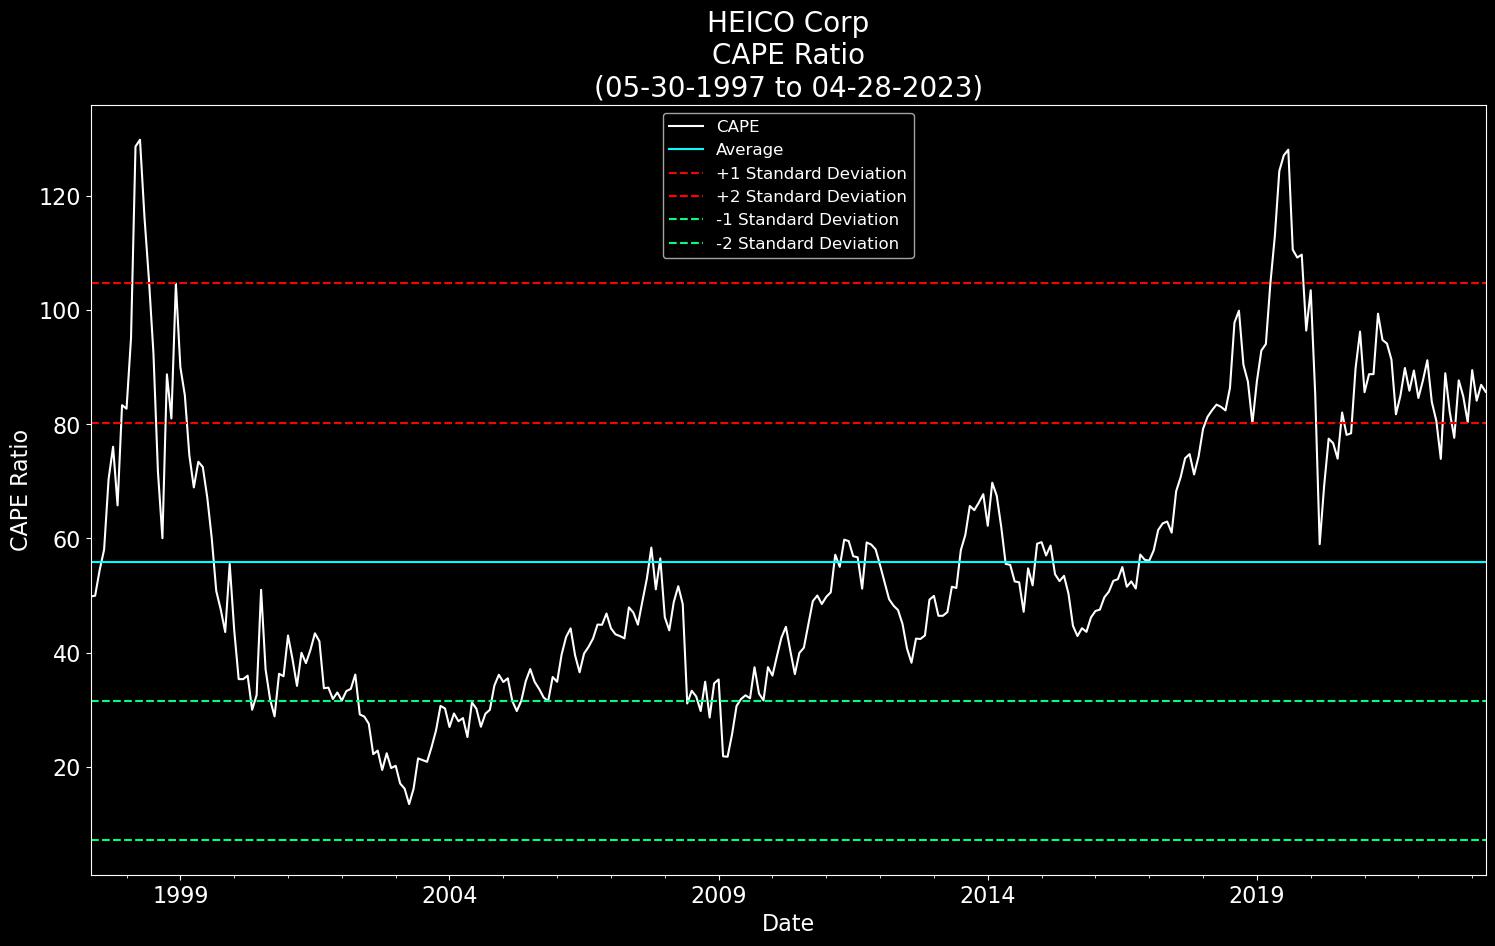 HEICO Corp
CAPE Ratio
(05-30-1997 to 04-28-2023)
CAPE
Average
+1 Standard Deviation
+2 Standard Deviation
-1 Standard Deviation
-2 Standard Deviation
120
100
80
60
40
20
CAPE Ratio
1999 2004 2009 2014 2019
Date